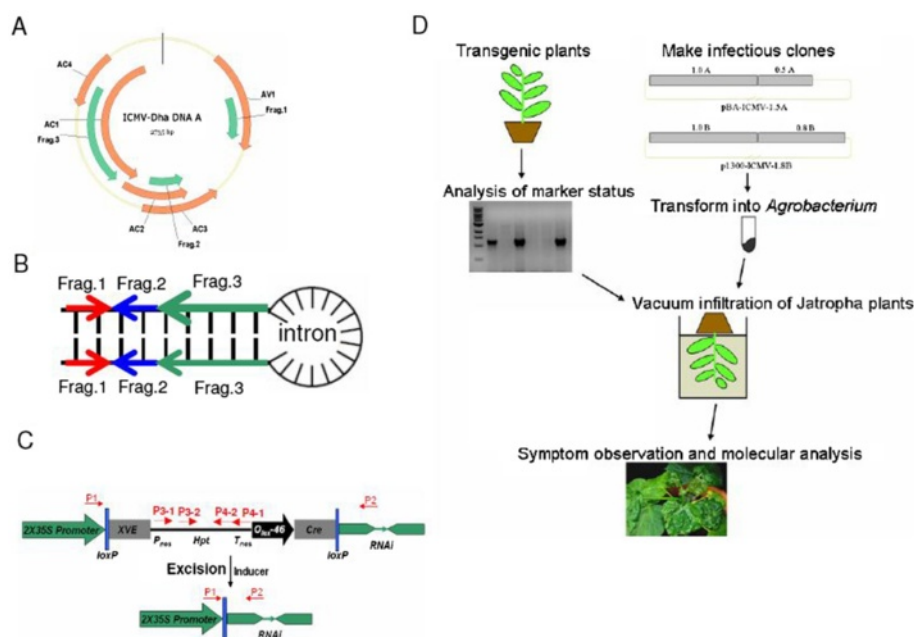 A
AC4
AV1
Frag.1
ICMV-Dha DNA A
AC1
Frag.3
AC2
AC3
Frag.2
B
Frag.1 Frag.2 Frag.3
intron
Frag.1 Frag.2 Frag.3
C
P1 P3-1 P3-2 P4-2 P4-1 P2
2X35S Promoter XVE Cre
loxP Pnos Hpt Tnos loxP RNAi
Excision Inducer
P1 P2
2X35S Promoter
RNAi
D
Transgenic plants
Make infectious clones
1.0 A 0.5 A
pBA-ICMV-1.5A
1.0 B 0.8 B
p1300-ICMV-1.8B
Analysis of marker status
Transform into Agrobacterium
Vacuum infiltration of Jatropha plants
Symptom observation and molecular analysis